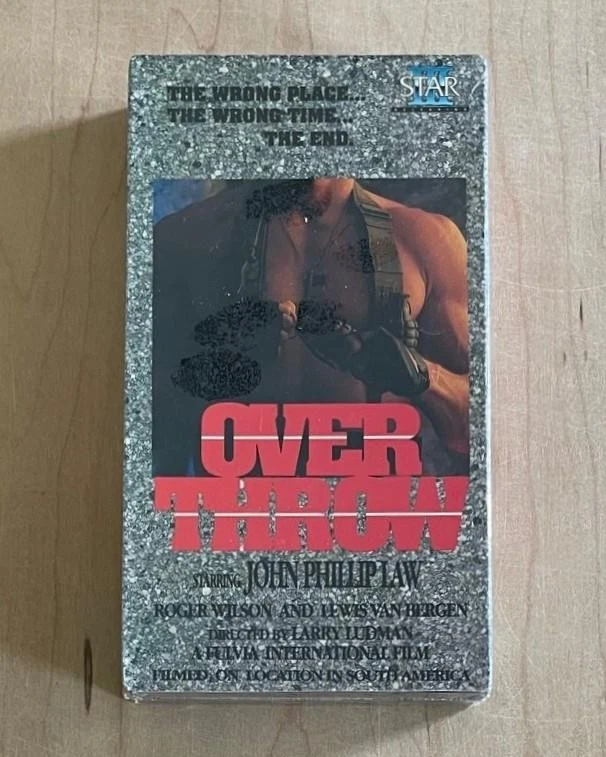 THE WRONG PLACE...
THE WRONG TIME...
THE END.
STAR
III
OVER
THROW
STARRING JOHN PHILLIP LAW
ROGER WILSON AND LEWIS VAN BERGEN
DIRECTED BY LARRY LUDMAN
A FULVIA INTERNATIONAL FILM
FILMED ON LOCATION IN SOUTH AMERICA